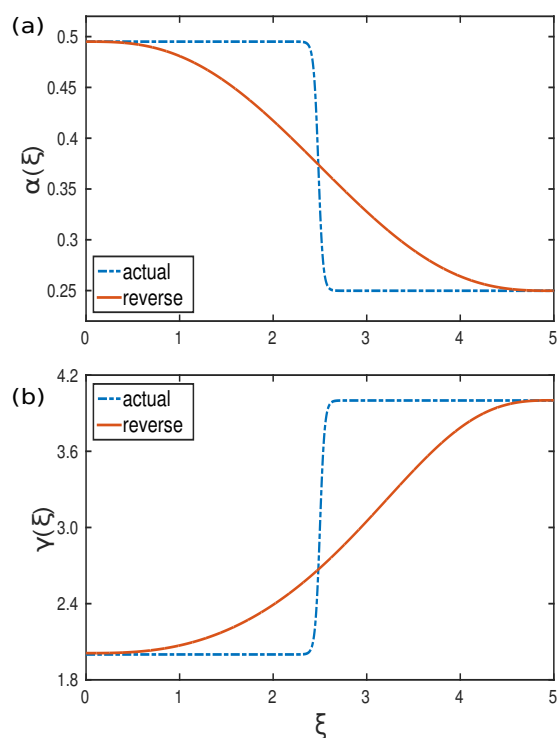 (a)
α(ξ)
0.5
0.45
0.4
0.35
0.3
0.25
actual
reverse
0 1 2 3 4 5
(b)
γ(ξ)
4.2
3.6
3.0
2.4
1.8
actual
reverse
0 1 2 3 4 5
ξ